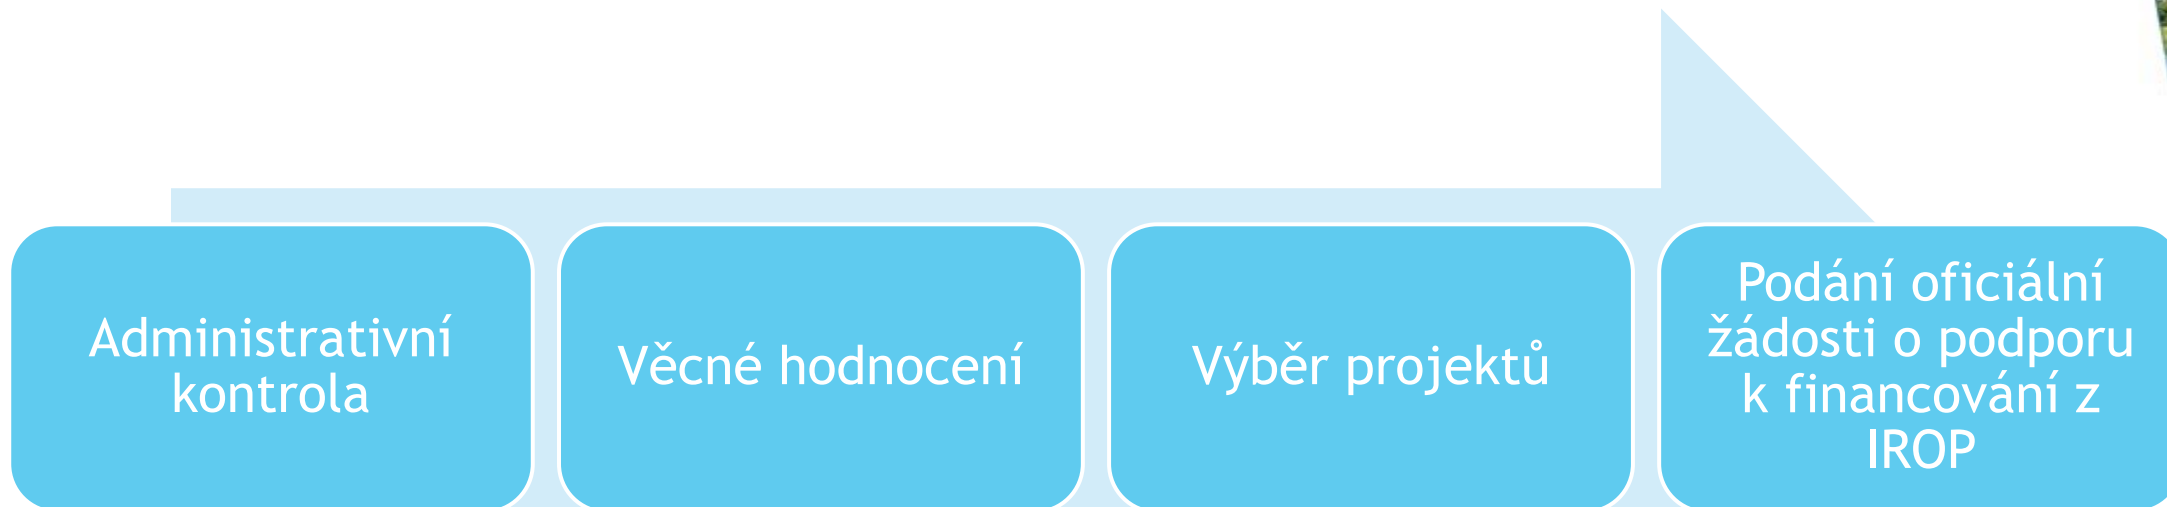 Administrativní
kontrola
Věcné hodnocení
Výběr projektů
Podání oficiální
žádosti o podporu
k financování z
IROP